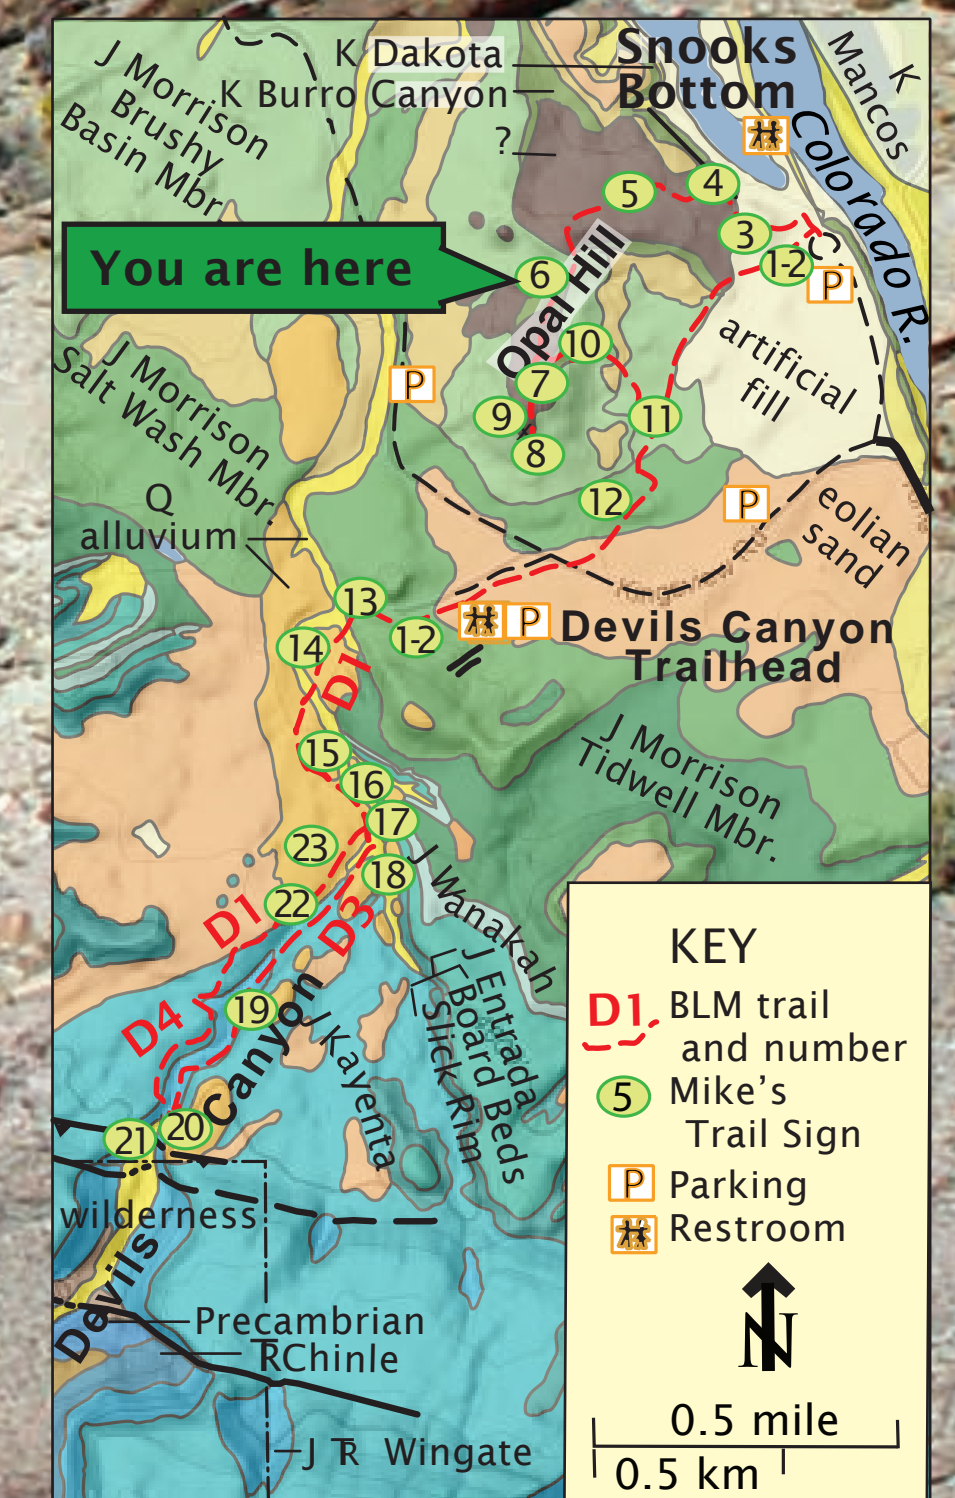 K Dakota
K Burro Canyon
?
Snooks
Bottom
K
Mancos
J Morrison
Brushy
Basin Mbr.
Colorado R.
5
4
3
1-2
P
You are here
6
Opal Hill
10
7
9
8
11
12
P
artificial
fill
J Morrison
Salt Wash Mbr.
Q
alluvium
P
eolian
sand
13
14
1-2
P
Devils Canyon
Trailhead
D1
15
16
17
18
23
22
J Morrison
Tidwell Mbr.
J Wanakah
D1
D3
D4
19
J Entrada
Board Beds
Slick Rim
J Kayenta
21
20
Devils Canyon
wilderness
Precambrian
TRChinle
J TR Wingate
KEY
D1
BLM trail
and number
5
Mike's
Trail Sign
P
Parking
Restroom
N
0.5 mile
0.5 km